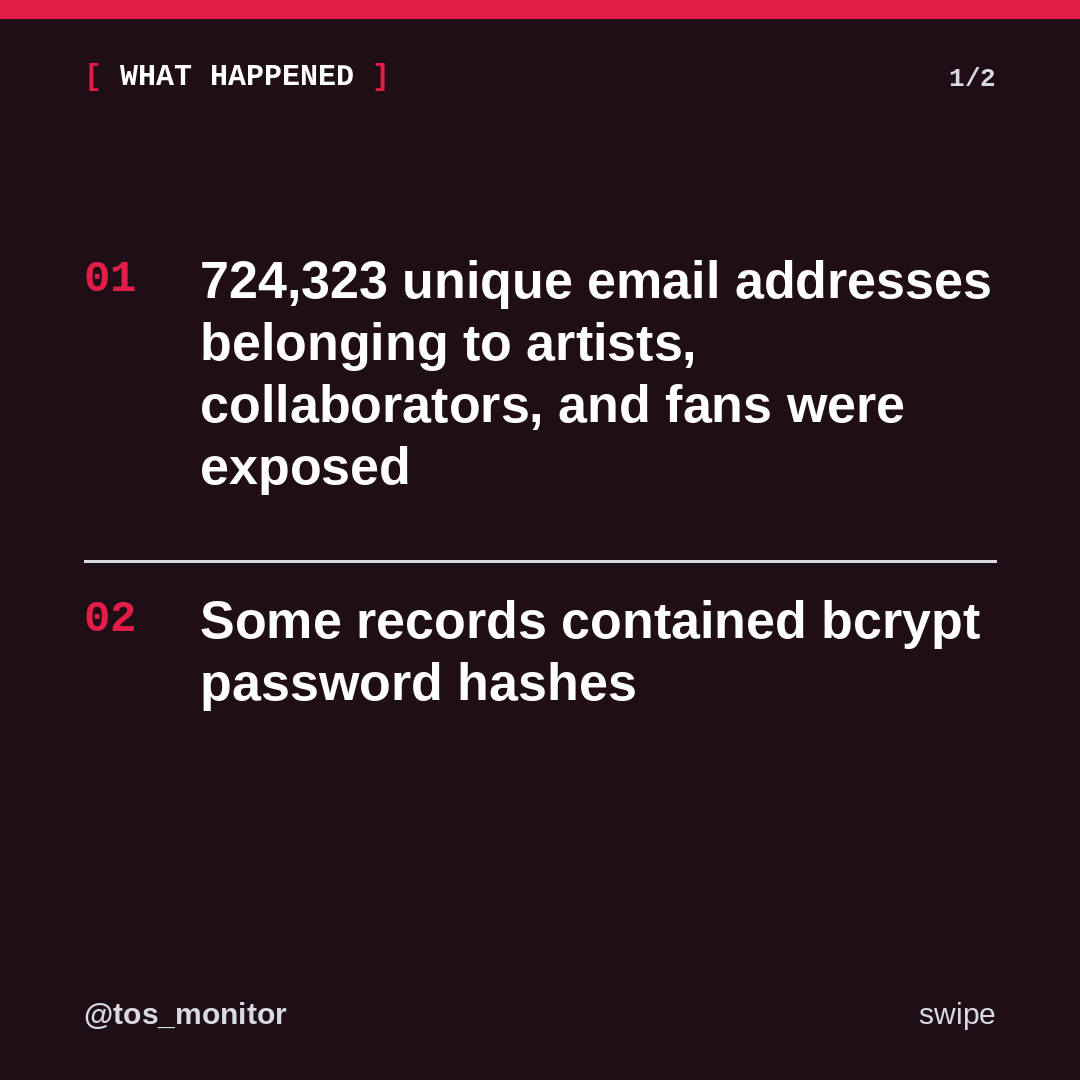 [ WHAT HAPPENED ]
1/2
01
724,323 unique email addresses
belonging to artists,
collaborators, and fans were
exposed
02
Some records contained bcrypt
password hashes
@tos_monitor
swipe